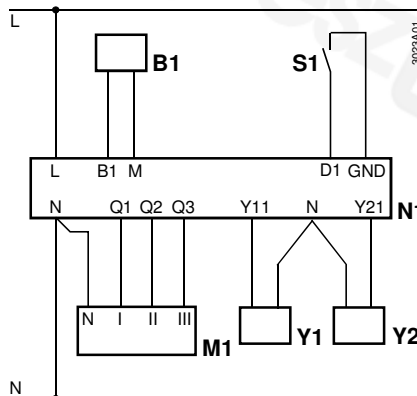 L
3023A01
B1
S1
L B1 M D1 GND
N Q1 Q2 Q3 Y11 N Y21
N1
N I II III
M1
Y1
Y2
N